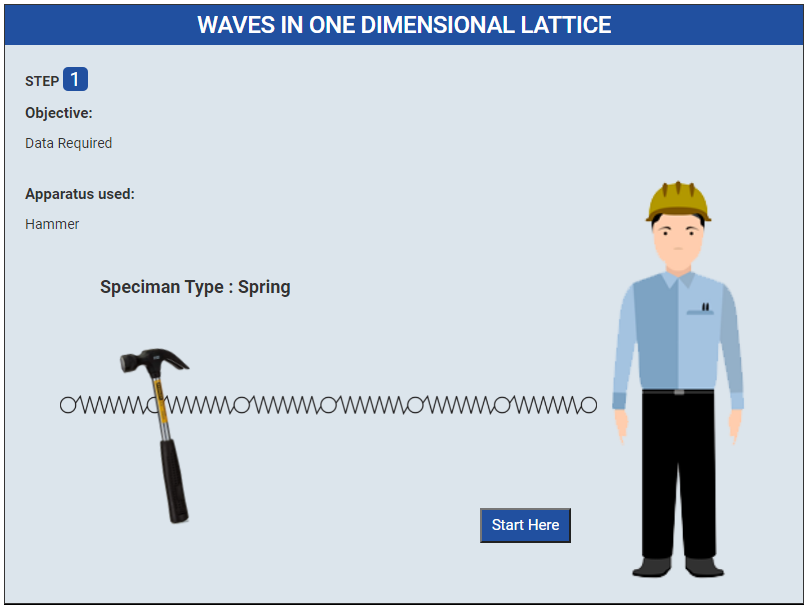 WAVES IN ONE DIMENSIONAL LATTICE
STEP 1
Objective:
Data Required
Apparatus used:
Hammer
Speciman Type : Spring
Start Here